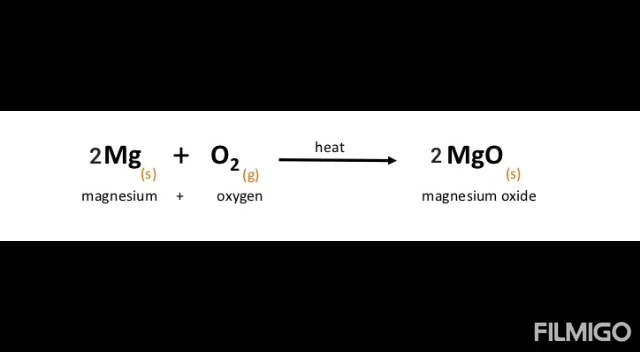 heat
2Mg(s) + O₂(g) → 2 MgO(s)
magnesium + oxygen magnesium oxide
FILMIGO